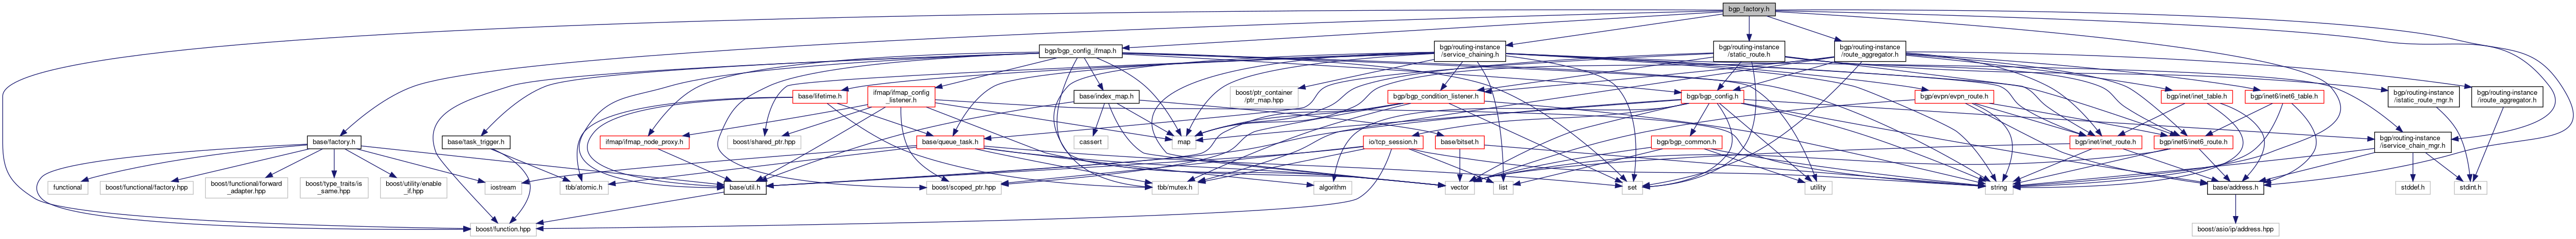 bgp_factory.h
bgp/bgp_config_ifmap.h
bgp/routing-instance
/service_chaining.h
bgp/routing-instance
/static_route.h
bgp/routing-instance
/route_aggregator.h
base/lifetime.h
ifmap/ifmap_config
_listener.h
base/index_map.h
boost/ptr_container
/ptr_map.hpp
bgp/bgp_condition_listener.h
bgp/bgp_config.h
bgp/evpn/evpn_route.h
bgp/inet/inet_table.h
bgp/inet6/inet6_table.h
bgp/routing-instance
/istatic_route_mgr.h
bgp/routing-instance
/iroute_aggregator.h
base/factory.h
base/task_trigger.h
ifmap/ifmap_node_proxy.h
boost/shared_ptr.hpp
base/queue_task.h
cassert
map
base/bitset.h
io/tcp_session.h
bgp/bgp_common.h
bgp/inet/inet_route.h
bgp/inet6/inet6_route.h
bgp/routing-instance
/iservice_chain_mgr.h
functional
boost/functional/factory.hpp
boost/functional/forward
_adapter.hpp
boost/type_traits/is
_same.hpp
boost/utility/enable
_if.hpp
iostream
tbb/atomic.h
base/util.h
boost/scoped_ptr.hpp
tbb/mutex.h
algorithm
vector
list
set
utility
string
base/address.h
stddef.h
stdint.h
boost/function.hpp
boost/asio/ip/address.hpp